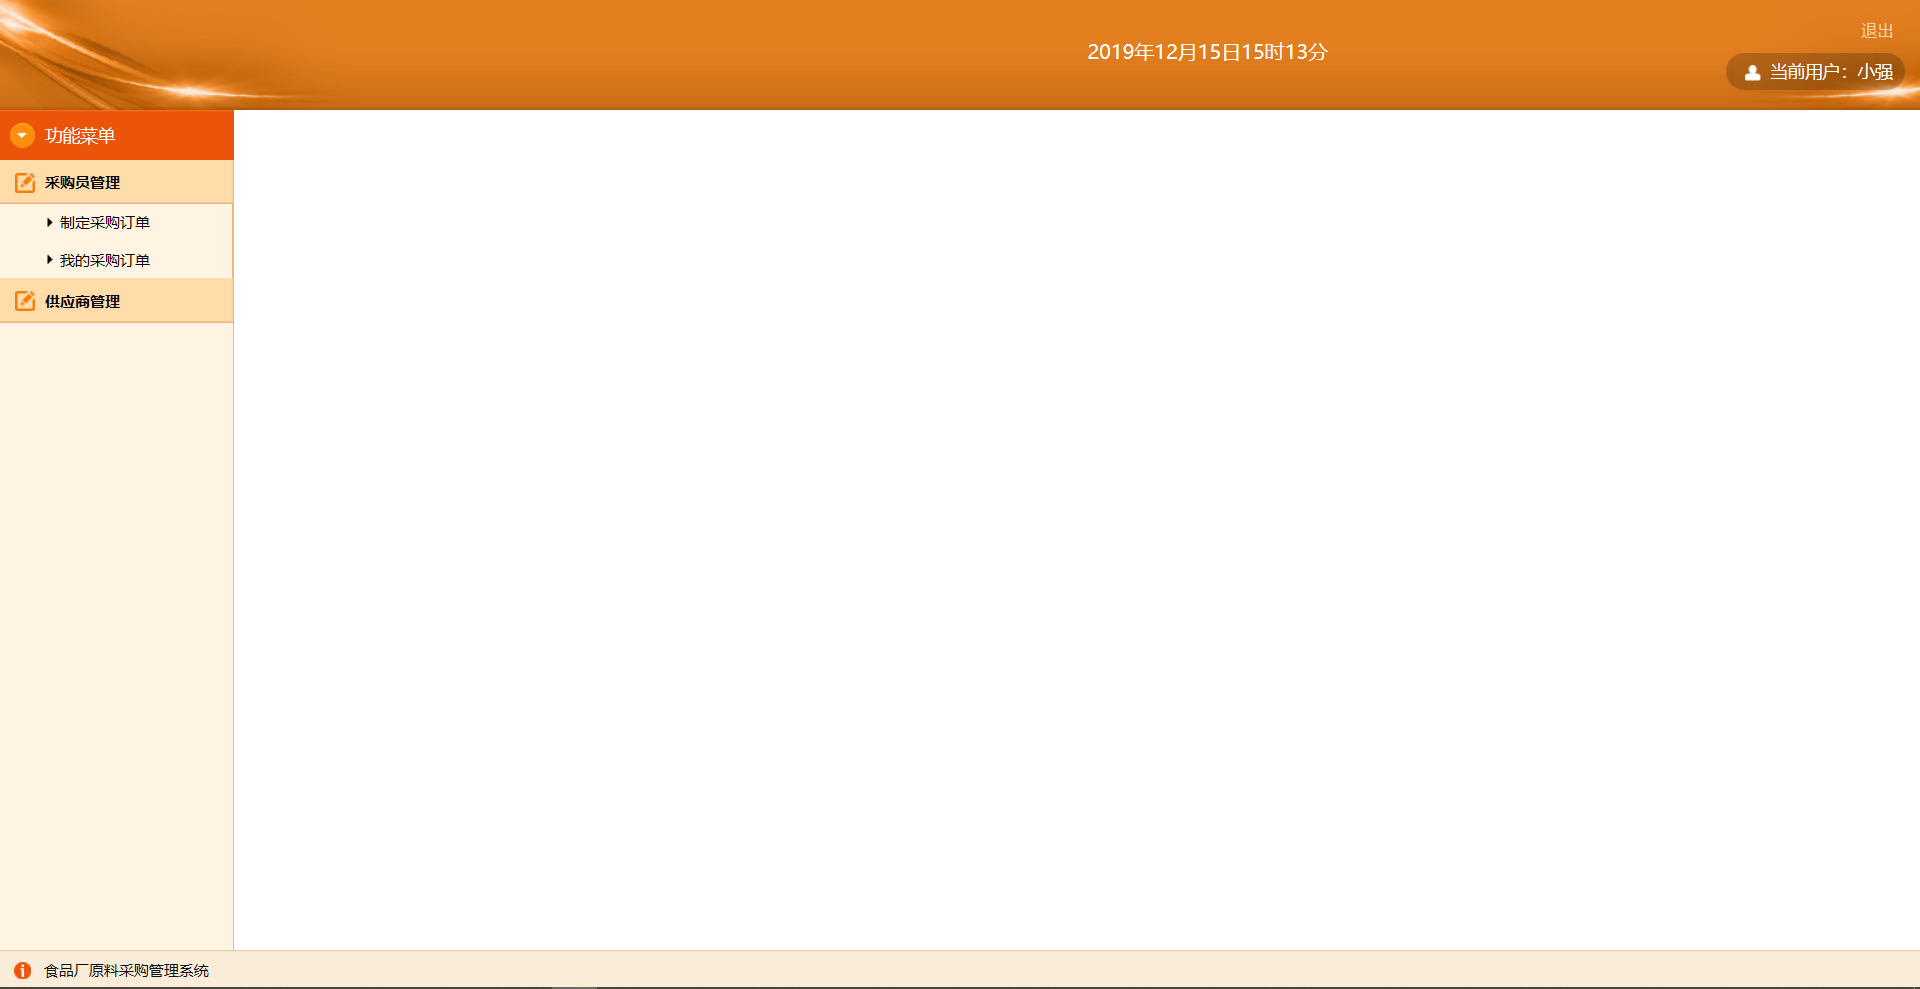 退出
2019年12月15日15时13分
当前用户：小强
功能菜单
采购员管理
制定采购订单
我的采购订单
供应商管理
食品厂原料采购管理系统